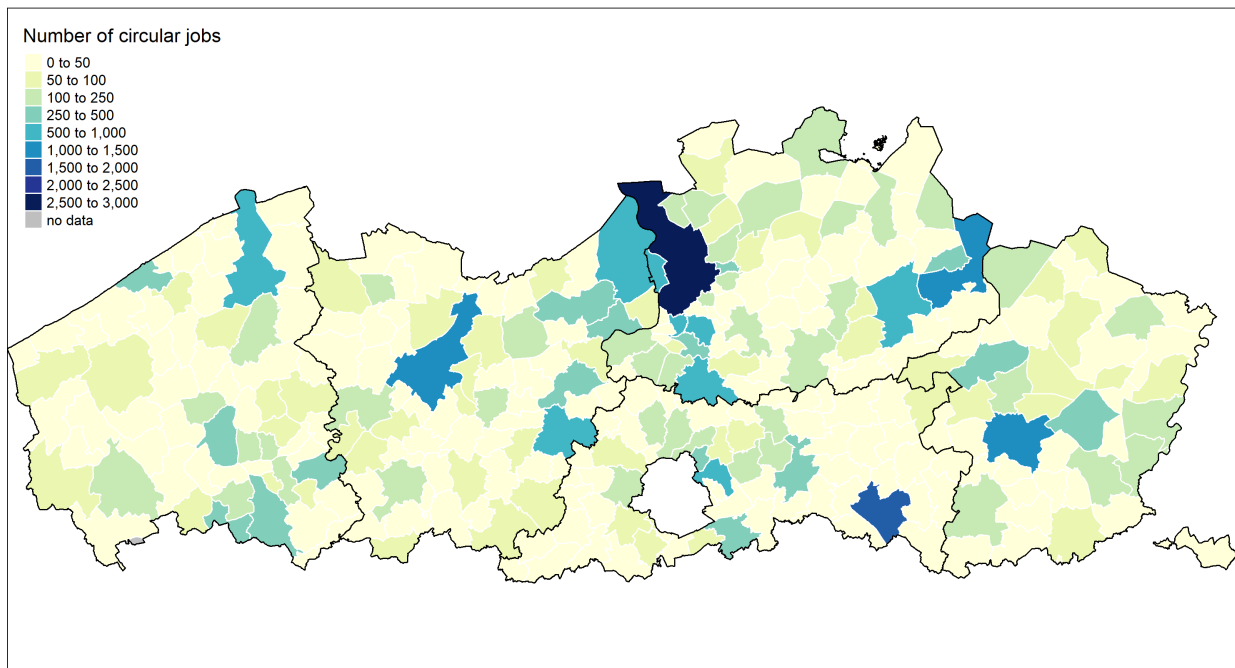 Number of circular jobs
0 to 50
50 to 100
100 to 250
250 to 500
500 to 1,000
1,000 to 1,500
1,500 to 2,000
2,000 to 2,500
2,500 to 3,000
no data